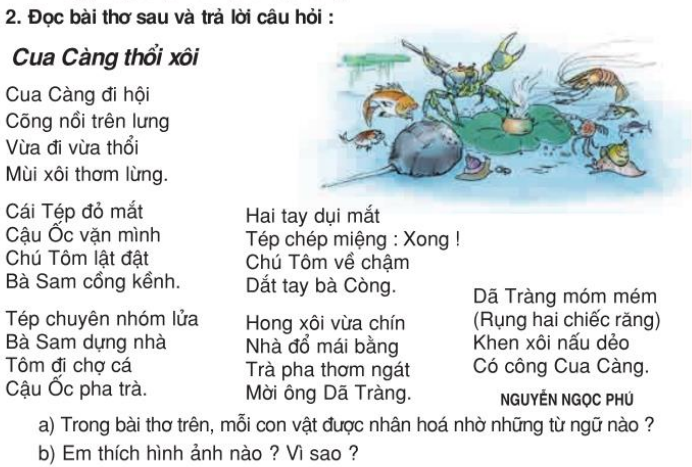 2. Đọc bài thơ sau và trả lời câu hỏi :
Cua Càng thổi xôi
Cua Càng đi hội
Cõng nồi trên lưng
Vừa đi vừa thổi
Mùi xôi thơm lừng.
Cái Tép đỏ mắt
Cậu Ốc vặn mình
Chú Tôm lật đật
Bà Sam cồng kềnh.
Tép chuyên nhóm lửa
Bà Sam dựng nhà
Tôm đi chợ cá
Cậu Ốc pha trà.
Hai tay dụi mắt
Tép chép miệng : Xong !
Chú Tôm về chậm
Dắt tay bà Còng.
Hong xôi vừa chín
Nhà đổ mái bằng
Trà pha thơm ngát
Mời ông Dã Tràng.
Dã Tràng móm mém
(Rụng hai chiếc răng)
Khen xôi nấu dẻo
Có công Cua Càng.
NGUYỄN NGỌC PHÚ
a) Trong bài thơ trên, mỗi con vật được nhân hoá nhờ những từ ngữ nào ?
b) Em thích hình ảnh nào ? Vì sao ?